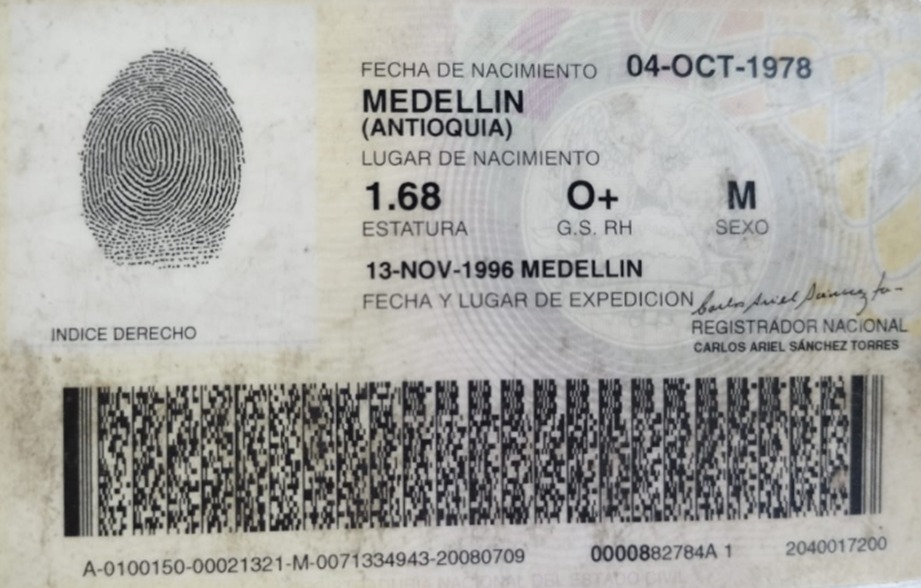 FECHA DE NACIMIENTO 04-OCT-1978
MEDELLIN
(ANTIOQUIA)
LUGAR DE NACIMIENTO
1.68 O+ M
ESTATURA G.S. RH SEXO
13-NOV-1996 MEDELLIN
FECHA Y LUGAR DE EXPEDICION
INDICE DERECHO
REGISTRADOR NACIONAL
CARLOS ARIEL SÁNCHEZ TORRES
A-0100150-00021321-M-0071334943-20080709 0000882784A 1 2040017200